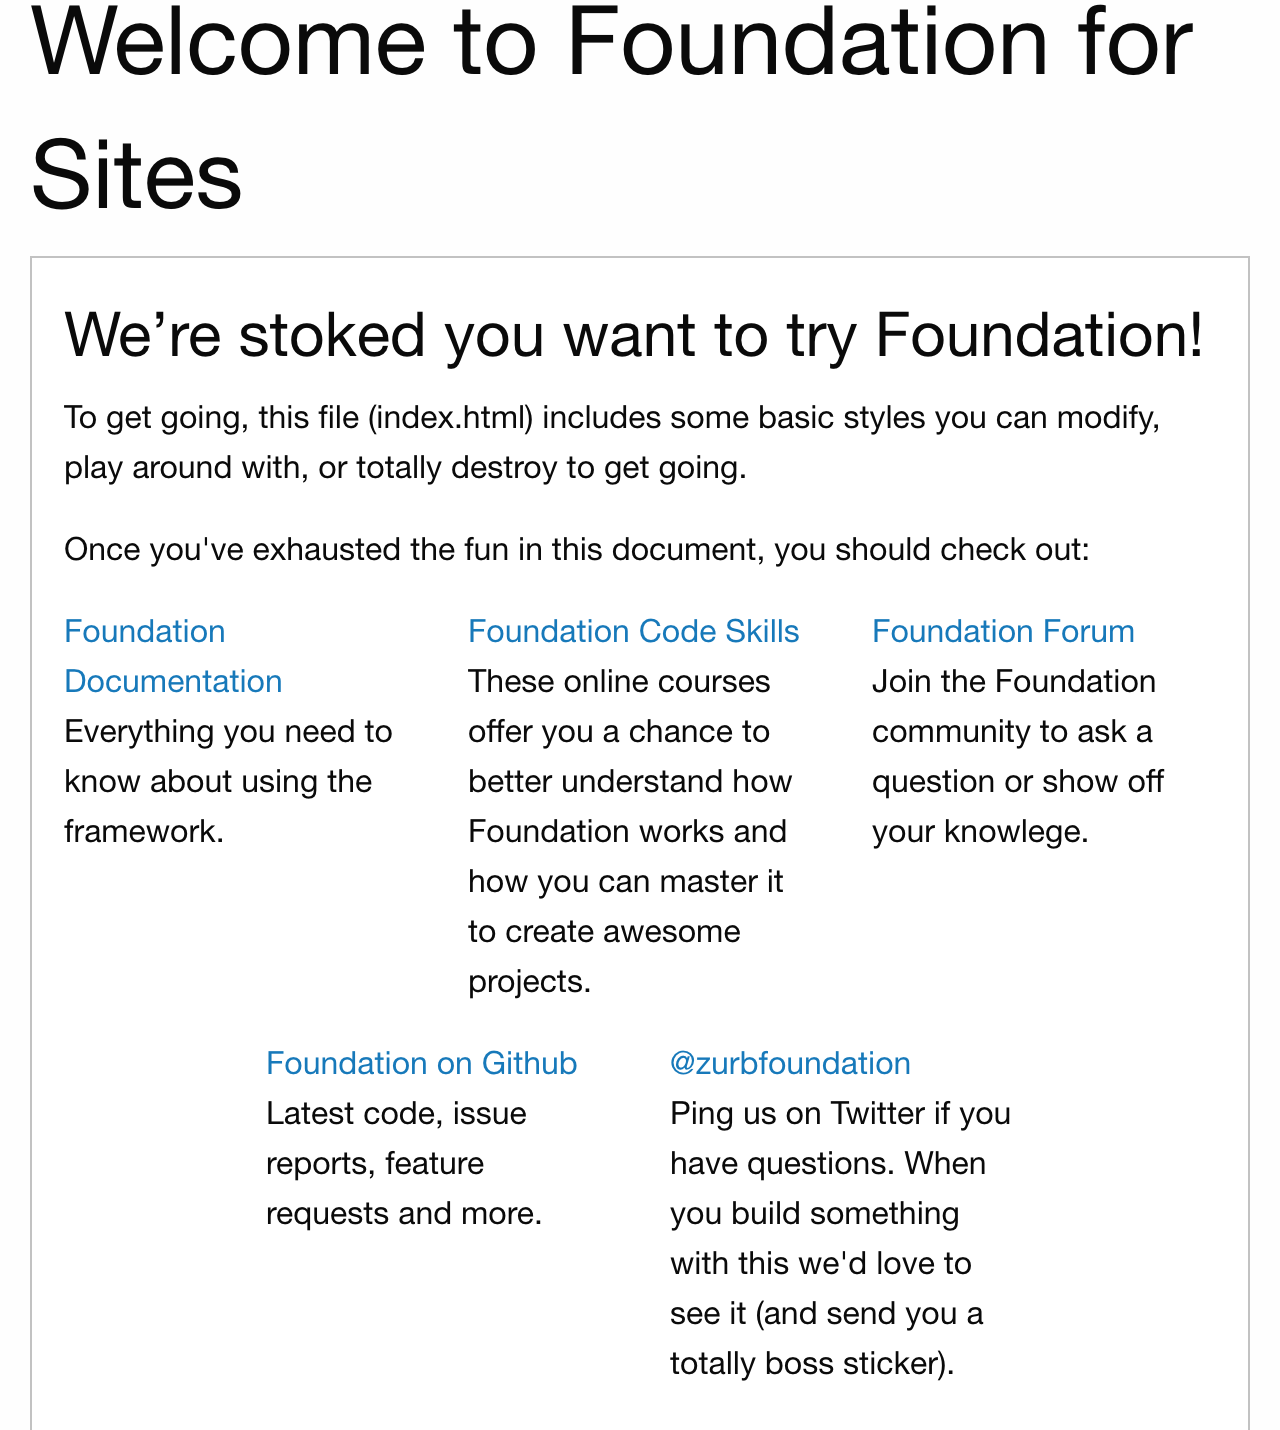 Welcome to Foundation for
Sites
We’re stoked you want to try Foundation!
To get going, this file (index.html) includes some basic styles you can modify,
play around with, or totally destroy to get going.
Once you've exhausted the fun in this document, you should check out:
Foundation
Documentation
Everything you need to
know about using the
framework.
Foundation Code Skills
These online courses
offer you a chance to
better understand how
Foundation works and
how you can master it
to create awesome
projects.
Foundation Forum
Join the Foundation
community to ask a
question or show off
your knowlege.
Foundation on Github
Latest code, issue
reports, feature
requests and more.
@zurbfoundation
Ping us on Twitter if you
have questions. When
you build something
with this we'd love to
see it (and send you a
totally boss sticker).